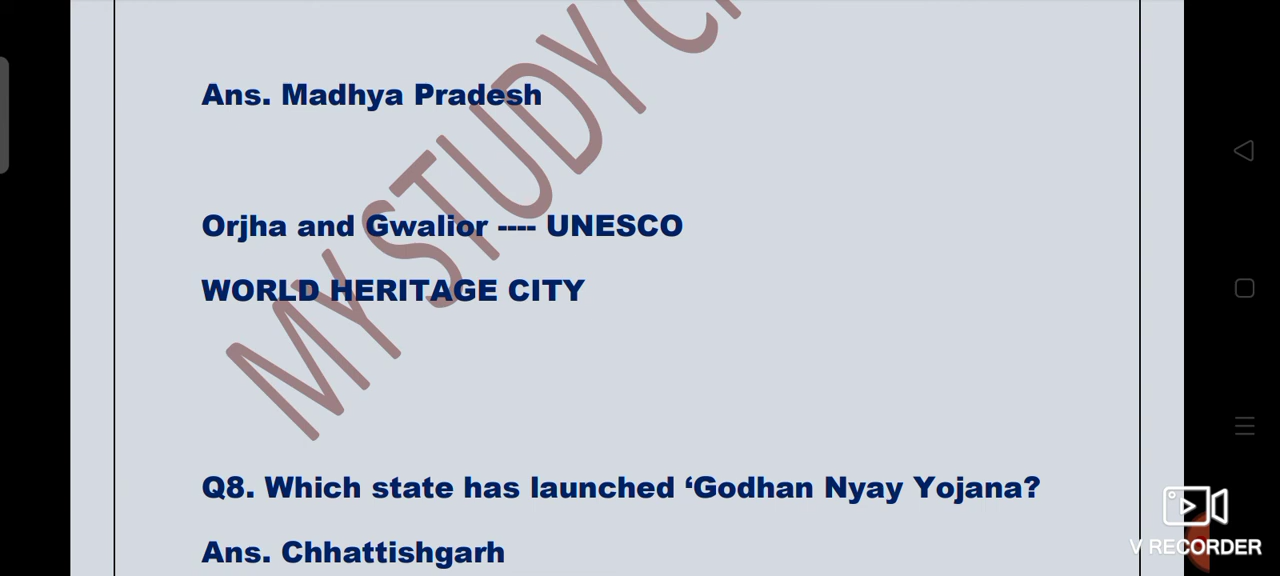 Ans. Madhya Pradesh
Orjha and Gwalior ---- UNESCO
WORLD HERITAGE CITY
Q8. Which state has launched ‘Godhan Nyay Yojana?
Ans. Chhattishgarh
MY STUDY
V RECORDER